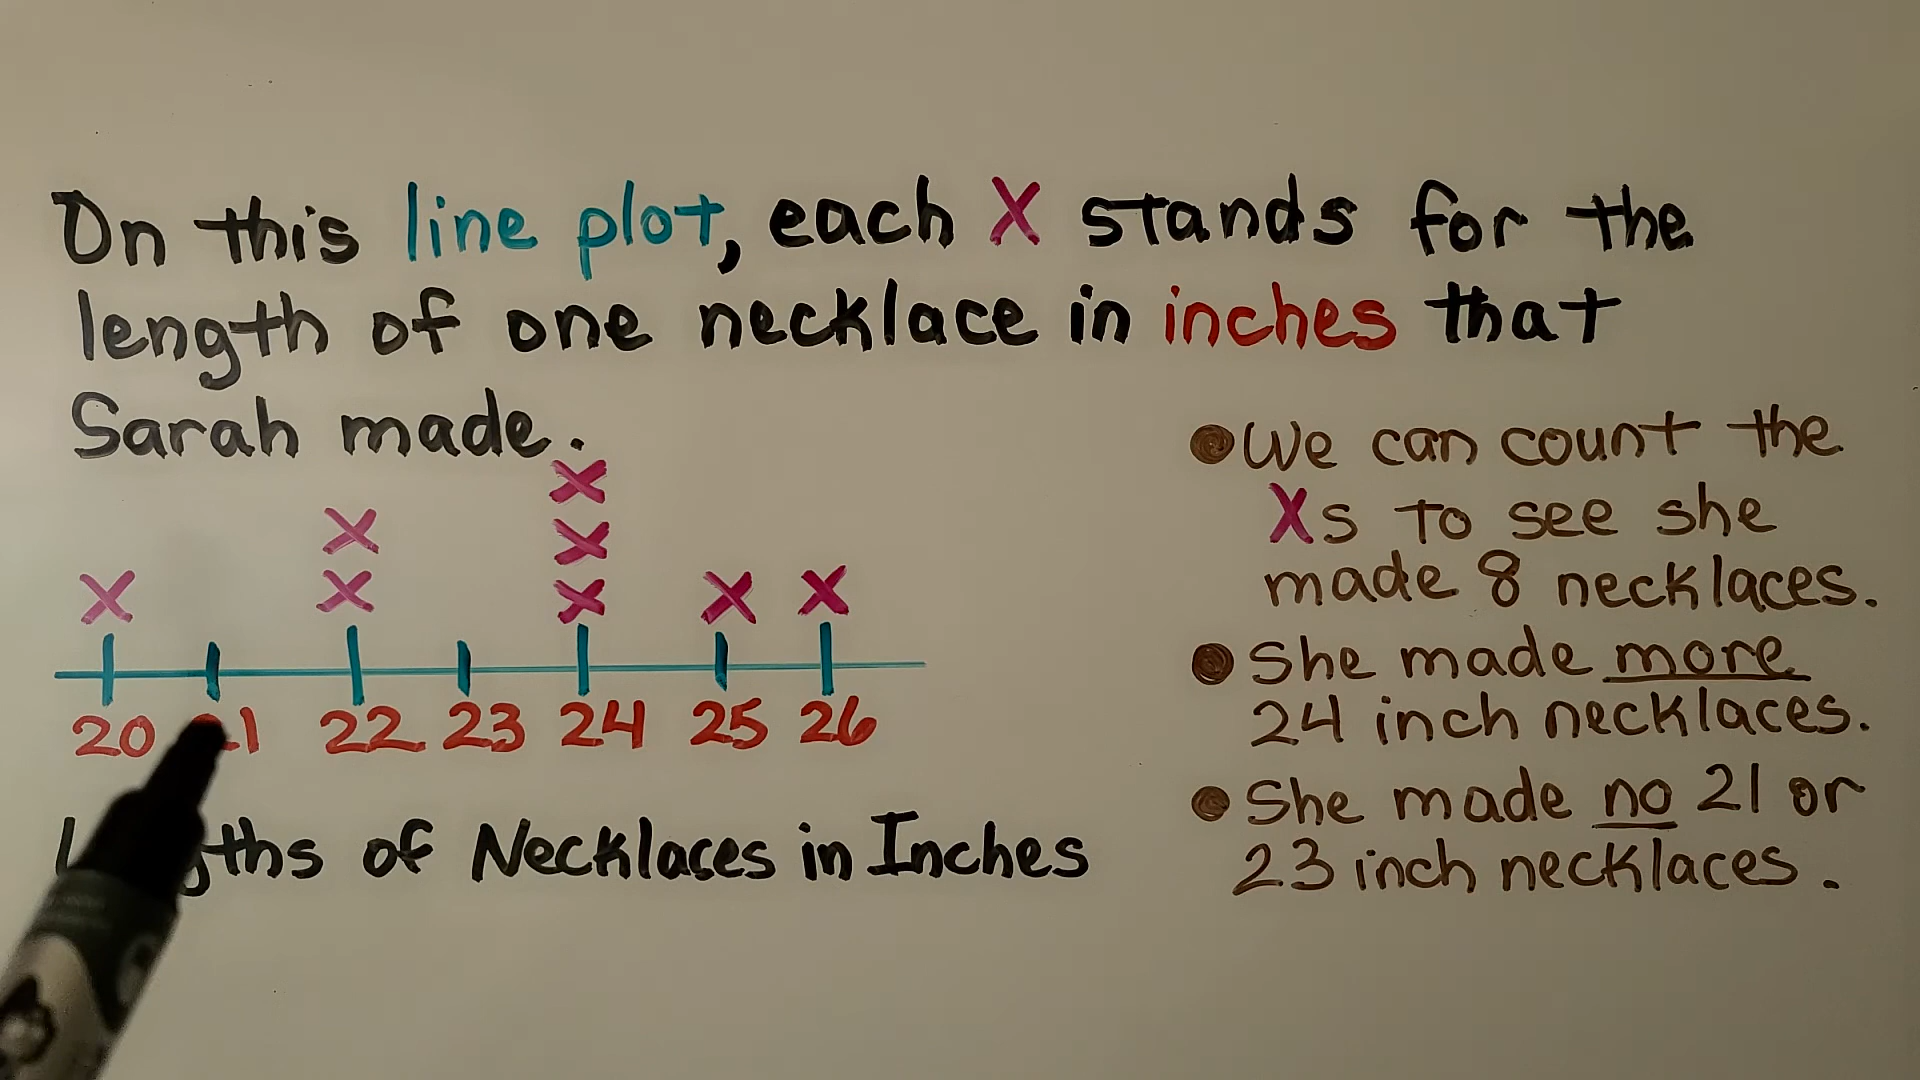 On this line plot, each X stands for the
length of one necklace in inches that
Sarah made.
X
X X
X X X X X
20 22 23 24 25 26
of Necklaces in Inches
We can count the
Xs to see she
made 8 necklaces.
She made more
24 inch necklaces.
She made no 21 or
23 inch necklaces.